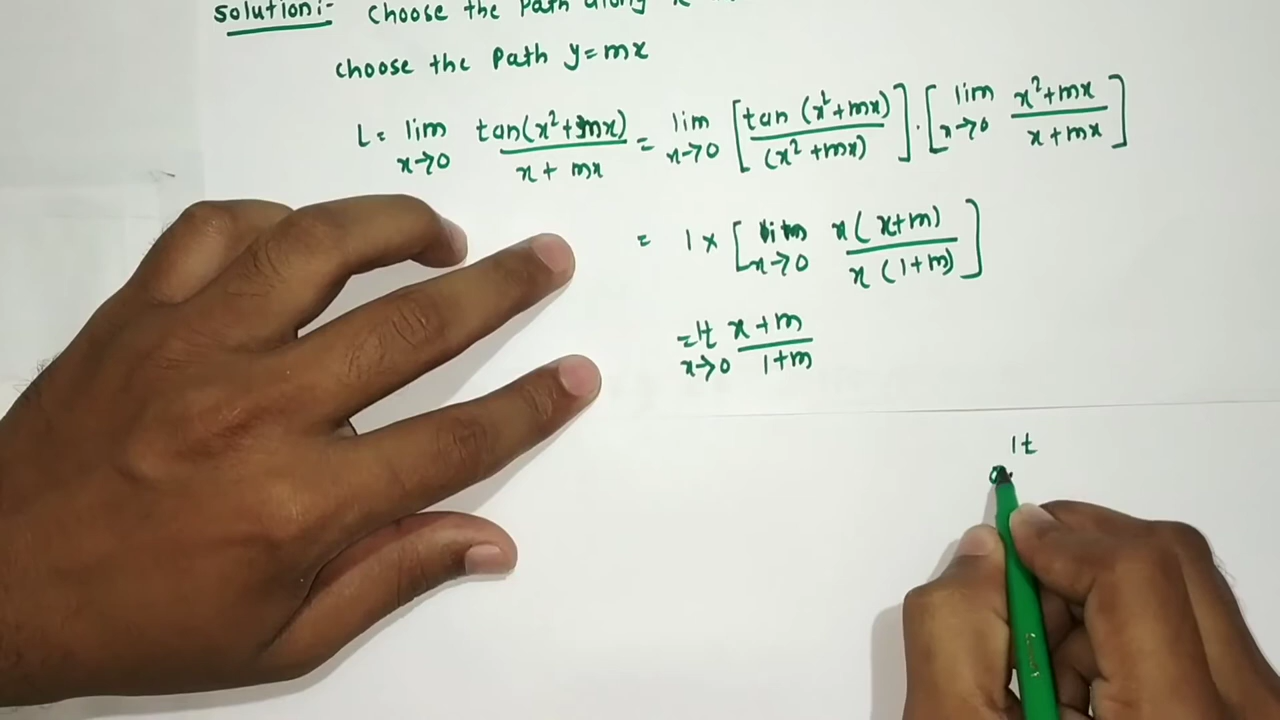 Solution:- Choose the Path along
choose the Path y=mx
L= lim x→0 tan(x²+mx)/x+mx = lim x→0 [tan (x²+mx)/(x²+mx)] . [lim x→0 x²+mx/x+mx]
= 1 × [lim x→0 x(x+m)/x(1+m)]
=lt x→0 x+m/1+m
lt